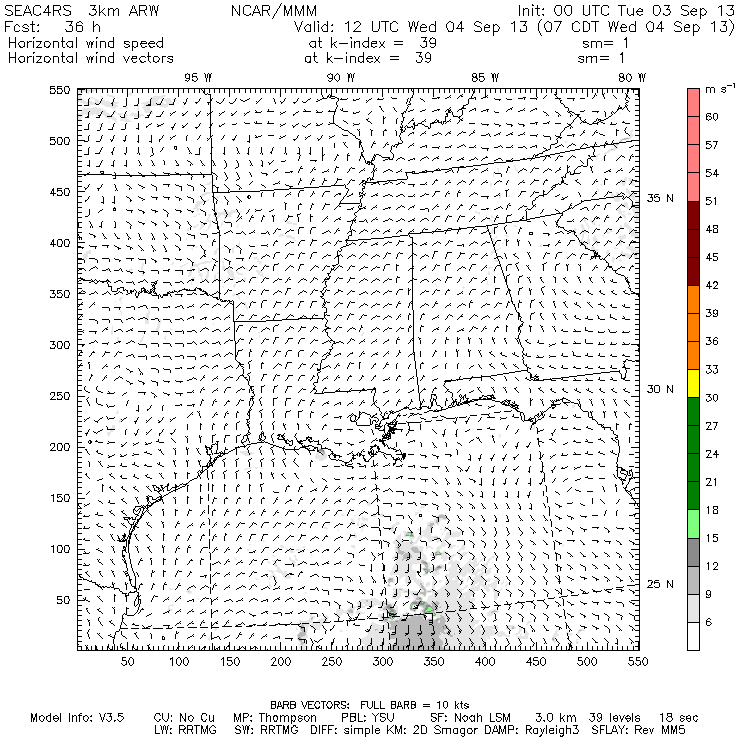 SEAC4RS 3km ARW NCAR/MMM Init: 00 UTC Tue 03 Sep 13
Fcst: 36 h Valid: 12 UTC Wed 04 Sep 13 (07 CDT Wed 04 Sep 13)
Horizontal wind speed at k-index = 39 sm= 1
Horizontal wind vectors at k-index = 39 sm= 1
95 W 90 W 85 W 80 W
m s⁻¹
550
500
450
400
350
300
250
200
150
100
50
35 N
30 N
25 N
60
57
54
51
48
45
42
39
36
33
30
27
24
21
18
15
12
9
6
50 100 150 200 250 300 350 400 450 500 550
BARB VECTORS: FULL BARB = 10 kts
Model Info: V3.5 CU: No Cu MP: Thompson PBL: YSU SF: Noah LSM 3.0 km 39 levels 18 sec
LW: RRTMG SW: RRTMG DIFF: simple KM: 2D Smagor DAMP: Rayleigh3 SFLAY: Rev MM5